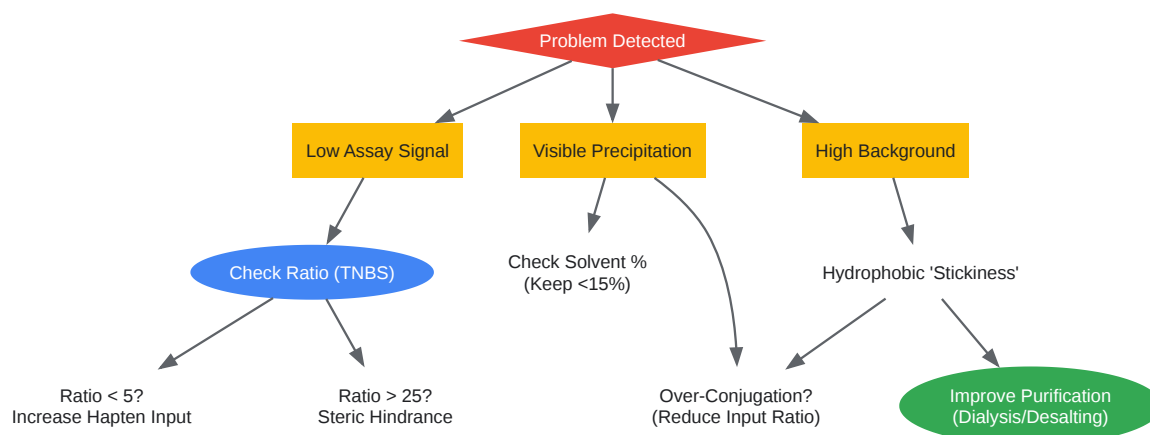 Problem Detected
Low Assay Signal
Visible Precipitation
High Background
Check Ratio (TNBS)
Check Solvent %
(Keep <15%)
Hydrophobic 'Stickiness'
Ratio < 5?
Increase Hapten Input
Ratio > 25?
Steric Hindrance
Over-Conjugation?
(Reduce Input Ratio)
Improve Purification
(Dialysis/Desalting)